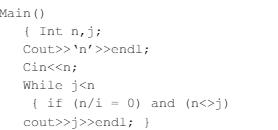 Main()
{ Int n,j;
Cout>>‘n’>>endl;
Cin<<n;
While j<n
{ if (n/i = 0) and (n<>j)
cout>>j>>endl; }